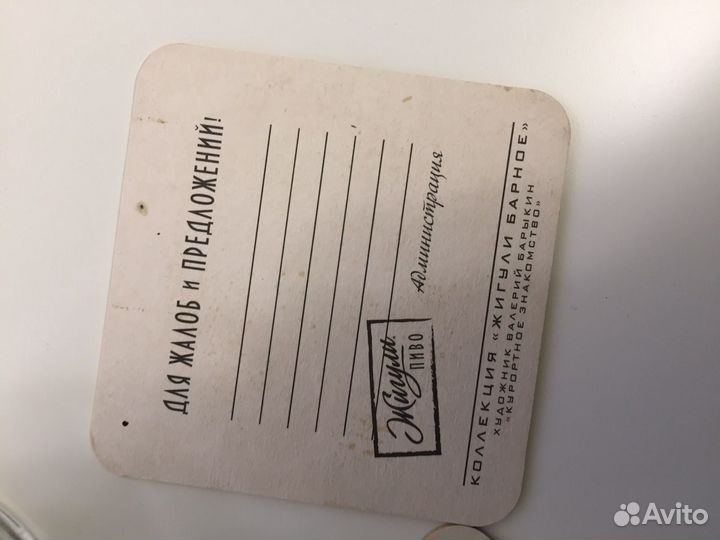 ДЛЯ ЖАЛОБ И ПРЕДЛОЖЕНИЙ!
Администрация
Жигули
ПИВО
КОЛЛЕКЦИЯ «ЖИГУЛИ БАРНОЕ»
ХУДОЖНИК ВАЛЕРИЙ БАРЫКИН
«КУРОРТНОЕ ЗНАКОМСТВО»
Avito